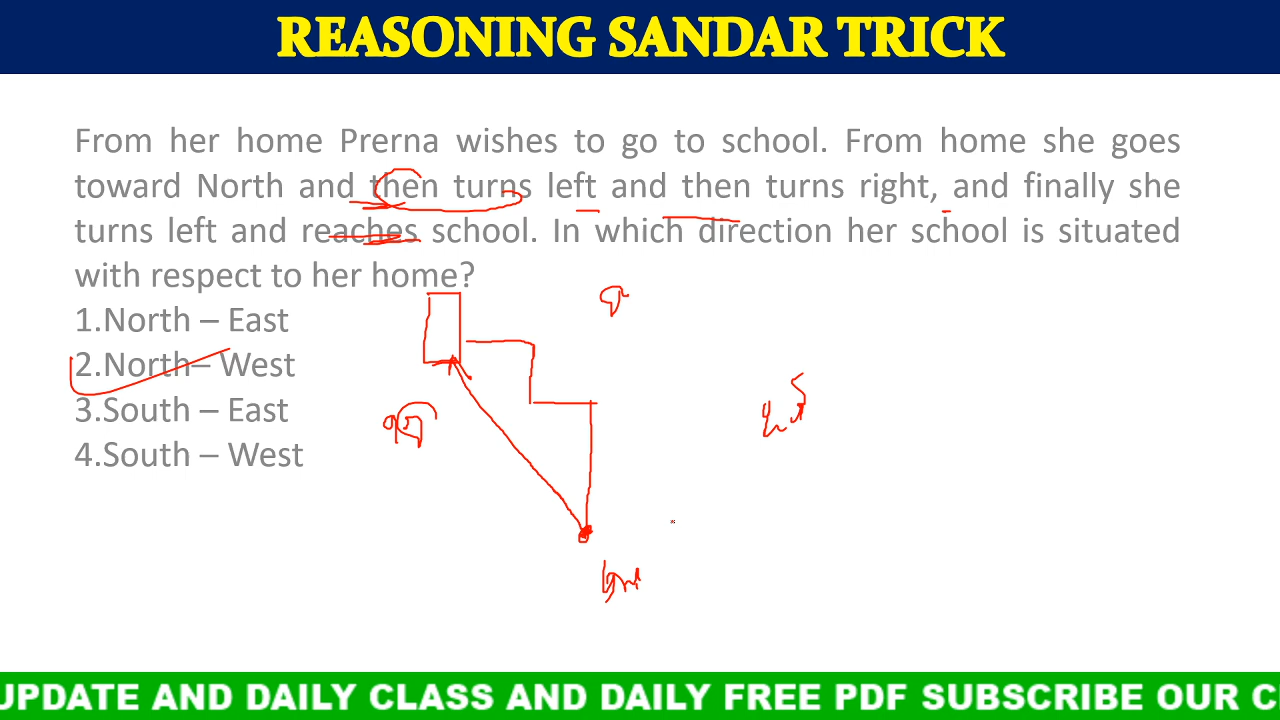 REASONING SANDAR TRICK
From her home Prerna wishes to go to school. From home she goes
toward North and then turns left and then turns right, and finally she
turns left and reaches school. In which direction her school is situated
with respect to her home?
1.North – East
2.North– West
3.South – East
4.South – West
UPDATE AND DAILY CLASS AND DAILY FREE PDF SUBSCRIBE OUR C